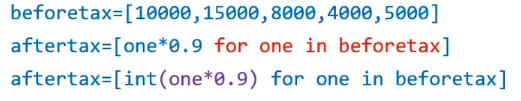 beforetax=[10000,15000,8000,4000,5000]
aftertax=[one*0.9 for one in beforetax]
aftertax=[int(one*0.9) for one in beforetax]